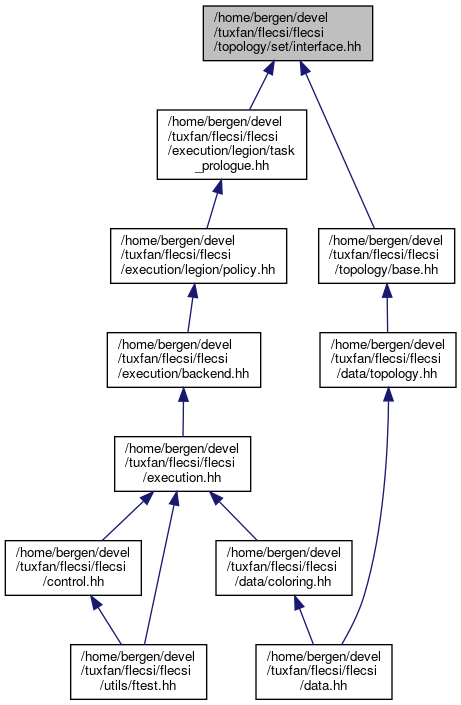 /home/bergen/devel
/tuxfan/flecsi/flecsi
/topology/set/interface.hh
/home/bergen/devel
/tuxfan/flecsi/flecsi
/execution/legion/task
_prologue.hh
/home/bergen/devel
/tuxfan/flecsi/flecsi
/execution/legion/policy.hh
/home/bergen/devel
/tuxfan/flecsi/flecsi
/topology/base.hh
/home/bergen/devel
/tuxfan/flecsi/flecsi
/execution/backend.hh
/home/bergen/devel
/tuxfan/flecsi/flecsi
/data/topology.hh
/home/bergen/devel
/tuxfan/flecsi/flecsi
/execution.hh
/home/bergen/devel
/tuxfan/flecsi/flecsi
/control.hh
/home/bergen/devel
/tuxfan/flecsi/flecsi
/data/coloring.hh
/home/bergen/devel
/tuxfan/flecsi/flecsi
/utils/ftest.hh
/home/bergen/devel
/tuxfan/flecsi/flecsi
/data.hh